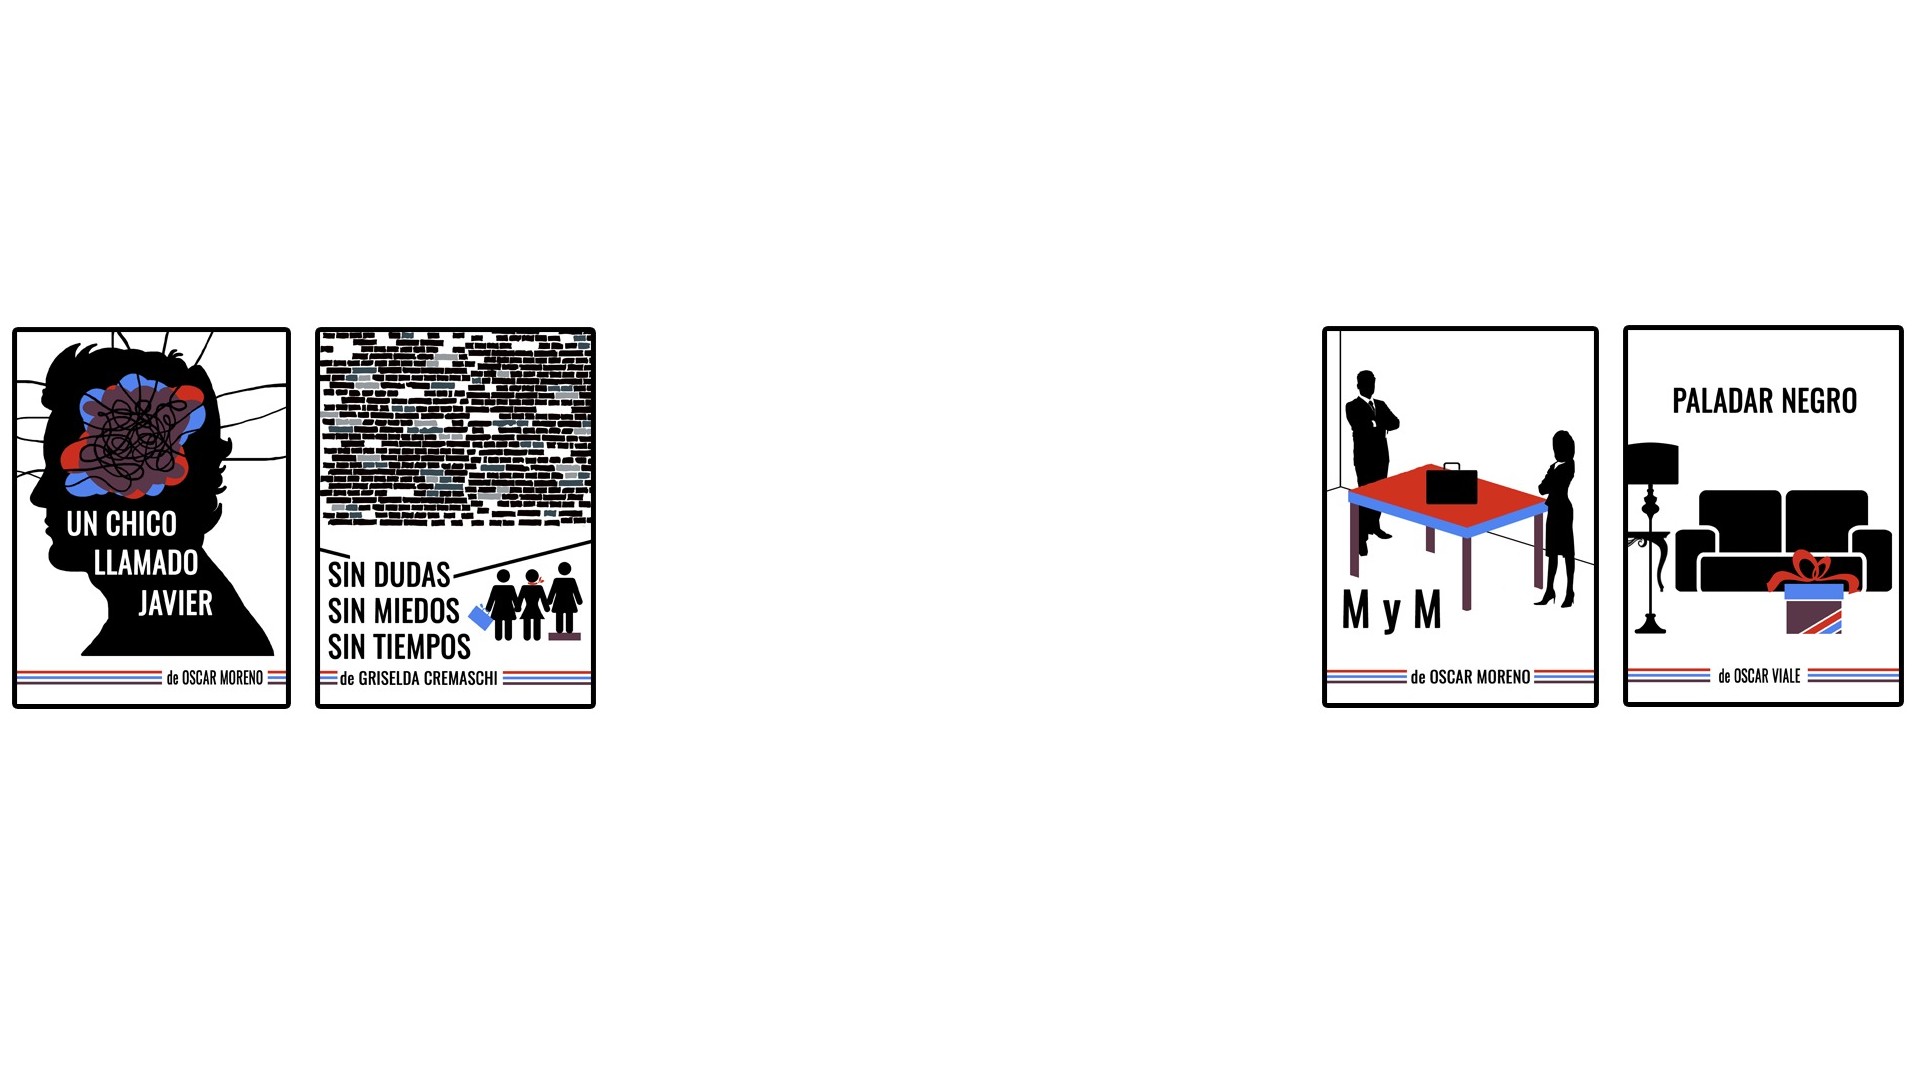 UN CHICO
LLAMADO
JAVIER
de OSCAR MORENO
SIN DUDAS
SIN MIEDOS
SIN TIEMPOS
de GRISELDA CREMASCHI
M y M
de OSCAR MORENO
PALADAR NEGRO
de OSCAR VIALE